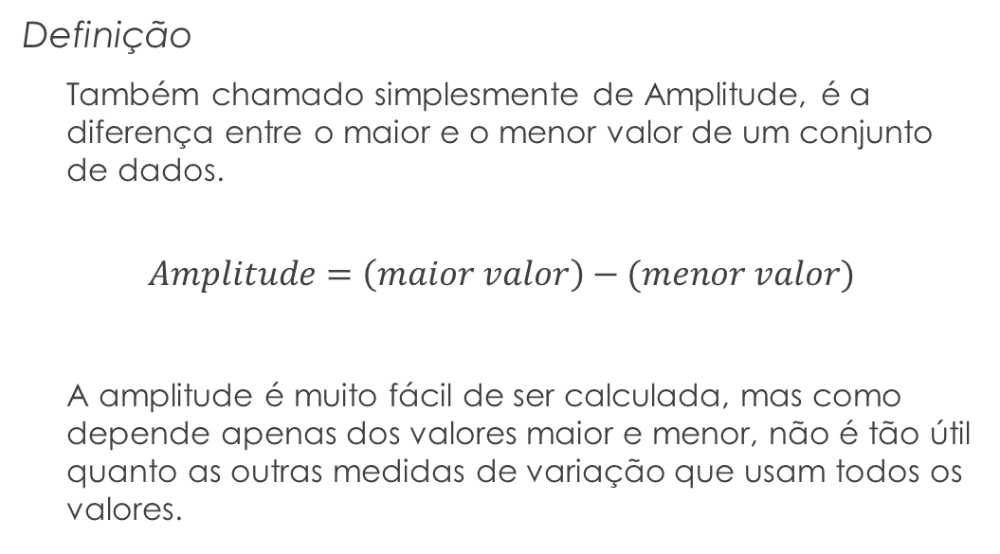 Definição
Também chamado simplesmente de Amplitude, é a
diferença entre o maior e o menor valor de um conjunto
de dados.
Amplitude = (maior valor) − (menor valor)
A amplitude é muito fácil de ser calculada, mas como
depende apenas dos valores maior e menor, não é tão útil
quanto as outras medidas de variação que usam todos os
valores.